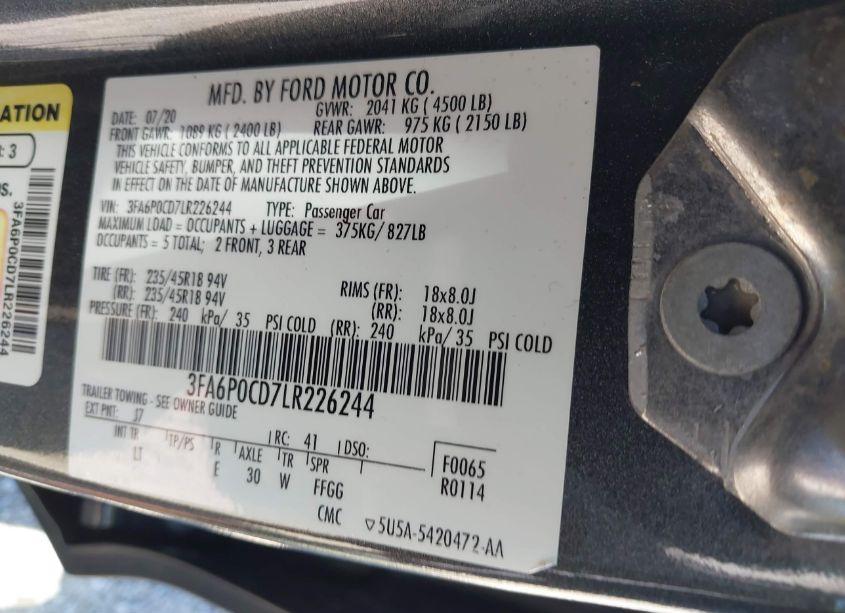 MFD. BY FORD MOTOR CO.
DATE: 07/20 GVWR: 2041 KG ( 4500 LB)
FRONT GAWR: 1089 KG ( 2400 LB) REAR GAWR: 975 KG ( 2150 LB)
THIS VEHICLE CONFORMS TO ALL APPLICABLE FEDERAL MOTOR
VEHICLE SAFETY, BUMPER, AND THEFT PREVENTION STANDARDS
IN EFFECT ON THE DATE OF MANUFACTURE SHOWN ABOVE.
VIN: 3FA6P0CD7LR226244 TYPE: Passenger Car
MAXIMUM LOAD = OCCUPANTS + LUGGAGE = 375KG/ 827LB
OCCUPANTS = 5 TOTAL; 2 FRONT, 3 REAR
TIRE (FR): 235/45R18 94V RIMS (FR): 18x8.0J
(RR): 235/45R18 94V (RR): 18x8.0J
PRESSURE (FR): 240 kPa/ 35 PSI COLD (RR): 240 kPa/ 35 PSI COLD
3FA6P0CD7LR226244
TRAILER TOWING - SEE OWNER GUIDE
EXT PNT: J7 RC: 41 DSO:
INT TR TP/PS R AXLE TR SPR
LT E 30 W FFGG
CMC
F0065
R0114
5U5A-5420472-AA
: 3
3FA6P0CD7LR226244